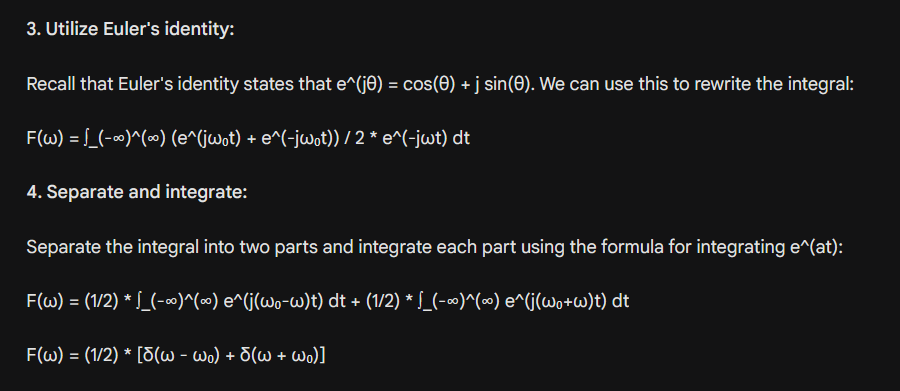 3. Utilize Euler's identity:
Recall that Euler's identity states that e^(jθ) = cos(θ) + j sin(θ). We can use this to rewrite the integral:
F(ω) = ∫_(-∞)^(∞) (e^(jω₀t) + e^(-jω₀t)) / 2 * e^(-jωt) dt
4. Separate and integrate:
Separate the integral into two parts and integrate each part using the formula for integrating e^(at):
F(ω) = (1/2) * ∫_(-∞)^(∞) e^(j(ω₀-ω)t) dt + (1/2) * ∫_(-∞)^(∞) e^(j(ω₀+ω)t) dt
F(ω) = (1/2) * [δ(ω - ω₀) + δ(ω + ω₀)]